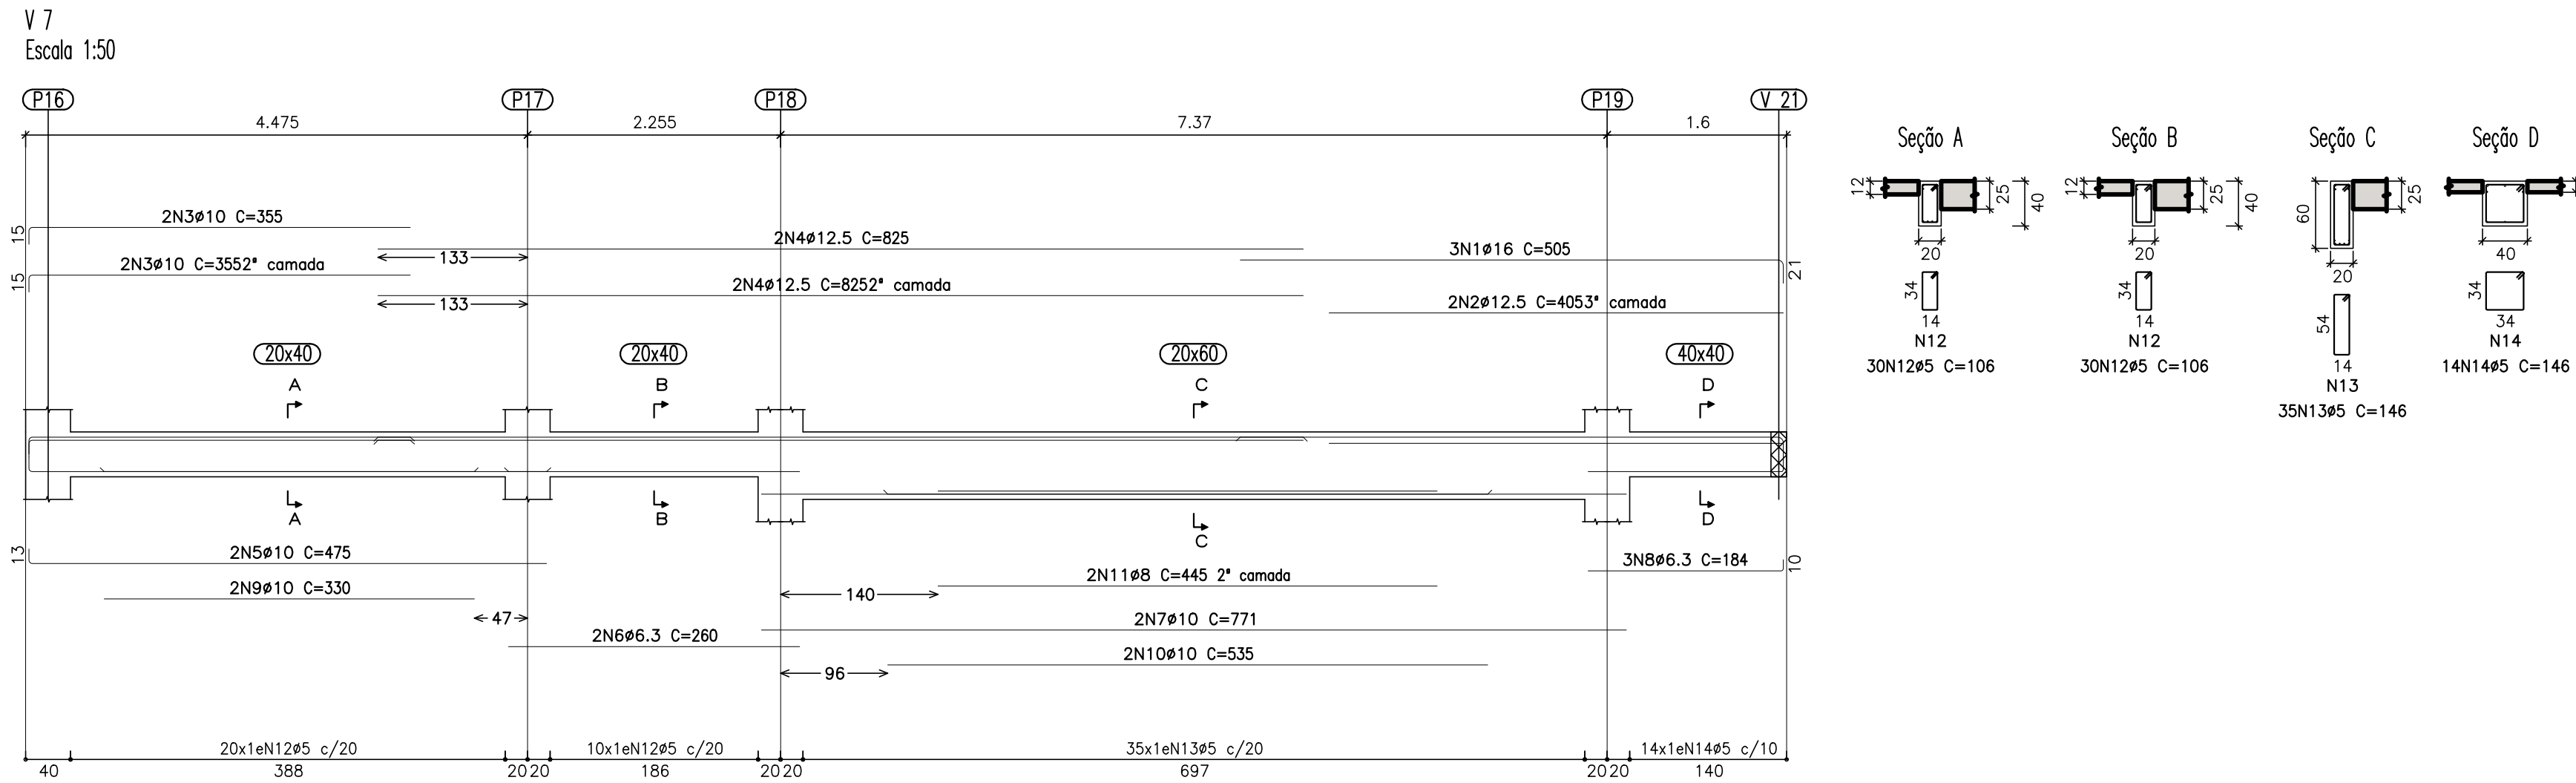 V 7
Escala 1:50
P16 P17 P18 P19 V 21
4.475 2.255 7.37 1.6
Seção A Seção B Seção C Seção D
12 25 40 12 25 40 60 25
20 20 20 40
15 2N3ø10 C=355
2N4ø12.5 C=825
133
3N1ø16 C=505
15 2N3ø10 C=3552ª camada
21
2N4ø12.5 C=8252ª camada
133
2N2ø12.5 C=4053ª camada
34 34 54 34
14 14 14 34
N12 N12 N13 N14
30N12ø5 C=106 30N12ø5 C=106 35N13ø5 C=146 14N14ø5 C=146
20x40 20x40 20x60 40x40
A B C D
A B C D
13 2N5ø10 C=475
3N8ø6.3 C=184 10
2N11ø8 C=445 2ª camada
140
2N9ø10 C=330
47
2N7ø10 C=771
2N6ø6.3 C=260
2N10ø10 C=535
96
20x1eN12ø5 c/20 10x1eN12ø5 c/20 35x1eN13ø5 c/20 14x1eN14ø5 c/10
40 388 20 20 186 20 20 697 20 20 140